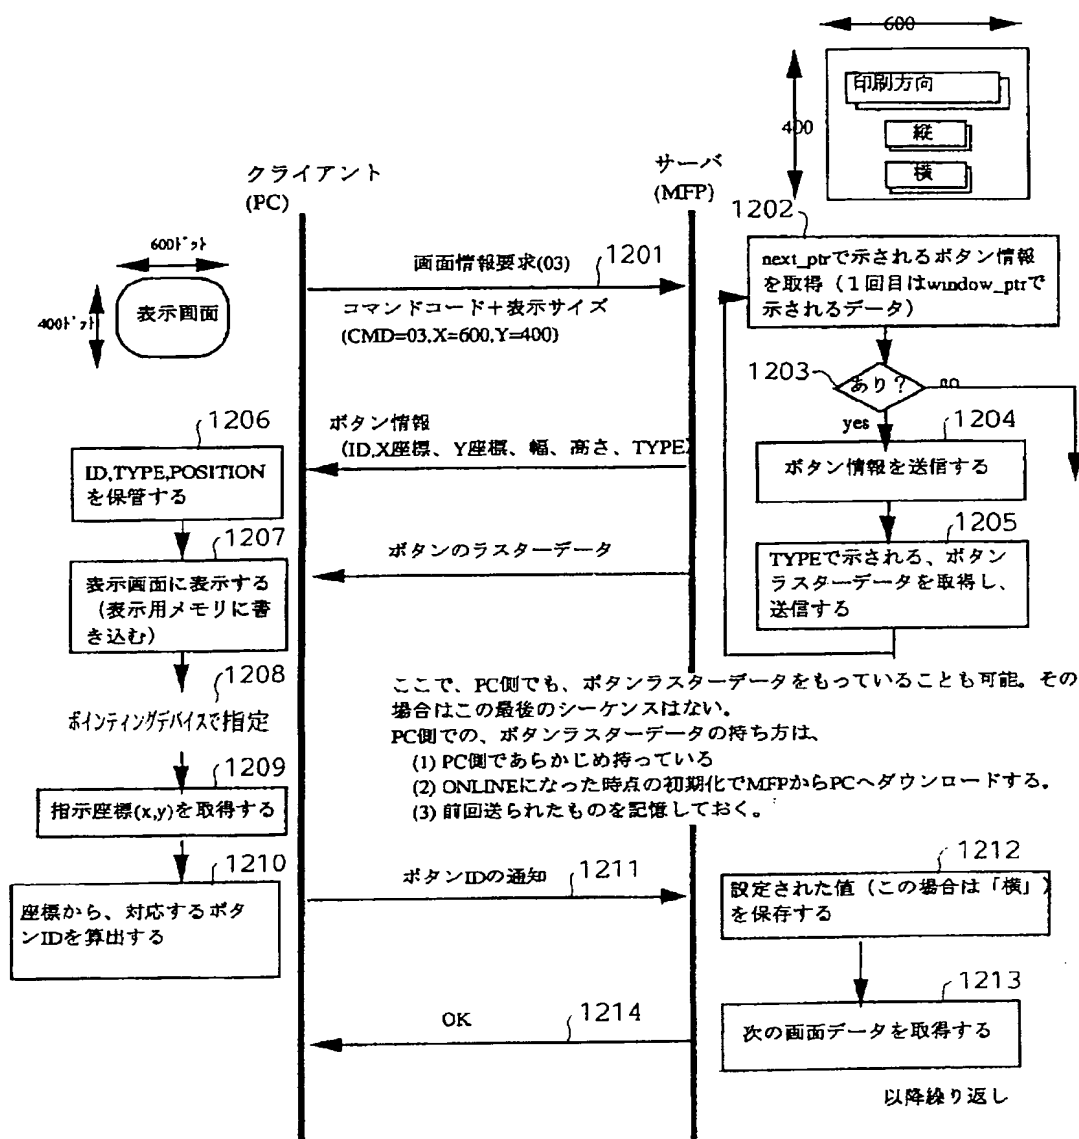 600
400
印刷方向
縦
横
クライアント
(PC)
サーバ
(MFP)
600ﾄﾞｯﾄ
400ﾄﾞｯﾄ
表示画面
画面情報要求(03)
1201
コマンドコード＋表示サイズ
(CMD=03,X=600,Y=400)
1202
next_ptrで示されるボタン情報
を取得（１回目はwindow_ptrで
示されるデータ）
1203
あり？
no
yes
1204
ボタン情報を送信する
ボタン情報
(ID,X座標、Y座標、幅、高さ、TYPE)
1206
ID,TYPE,POSITION
を保管する
1205
TYPEで示される、ボタン
ラスターデータを取得し、
送信する
ボタンのラスターデータ
1207
表示画面に表示する
（表示用メモリに書
き込む）
1208
ポインティングデバイスで指定
ここで、PC側でも、ボタンラスターデータをもっていることも可能。その
場合はこの最後のシーケンスはない。
PC側での、ボタンラスターデータの持ち方は、
(1) PC側であらかじめ持っている
(2) ONLINEになった時点の初期化でMFPからPCへダウンロードする。
(3) 前回送られたものを記憶しておく。
1209
指示座標(x,y)を取得する
1210
座標から、対応するボタ
ンIDを算出する
ボタンIDの通知
1211
1212
設定された値（この場合は「横」）
を保存する
1213
次の画面データを取得する
OK
1214
以降繰り返し